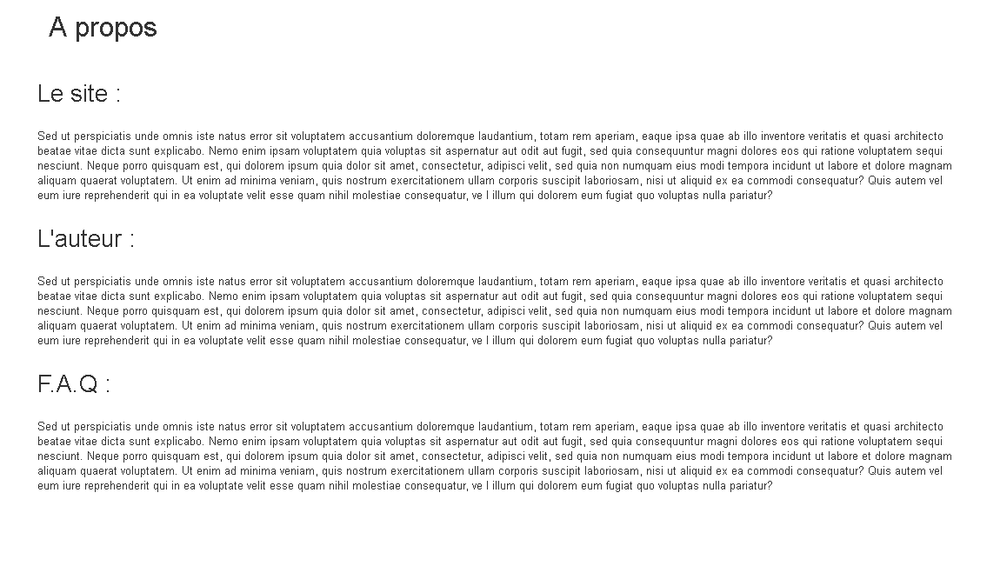 A propos
Le site :
Sed ut perspiciatis unde omnis iste natus error sit voluptatem accusantium doloremque laudantium, totam rem aperiam, eaque ipsa quae ab illo inventore veritatis et quasi architecto
beatae vitae dicta sunt explicabo. Nemo enim ipsam voluptatem quia voluptas sit aspernatur aut odit aut fugit, sed quia consequuntur magni dolores eos qui ratione voluptatem sequi
nesciunt. Neque porro quisquam est, qui dolorem ipsum quia dolor sit amet, consectetur, adipisci velit, sed quia non numquam eius modi tempora incidunt ut labore et dolore magnam
aliquam quaerat voluptatem. Ut enim ad minima veniam, quis nostrum exercitationem ullam corporis suscipit laboriosam, nisi ut aliquid ex ea commodi consequatur? Quis autem vel
eum iure reprehenderit qui in ea voluptate velit esse quam nihil molestiae consequatur, ve l illum qui dolorem eum fugiat quo voluptas nulla pariatur?
L'auteur :
Sed ut perspiciatis unde omnis iste natus error sit voluptatem accusantium doloremque laudantium, totam rem aperiam, eaque ipsa quae ab illo inventore veritatis et quasi architecto
beatae vitae dicta sunt explicabo. Nemo enim ipsam voluptatem quia voluptas sit aspernatur aut odit aut fugit, sed quia consequuntur magni dolores eos qui ratione voluptatem sequi
nesciunt. Neque porro quisquam est, qui dolorem ipsum quia dolor sit amet, consectetur, adipisci velit, sed quia non numquam eius modi tempora incidunt ut labore et dolore magnam
aliquam quaerat voluptatem. Ut enim ad minima veniam, quis nostrum exercitationem ullam corporis suscipit laboriosam, nisi ut aliquid ex ea commodi consequatur? Quis autem vel
eum iure reprehenderit qui in ea voluptate velit esse quam nihil molestiae consequatur, ve l illum qui dolorem eum fugiat quo voluptas nulla pariatur?
F.A.Q :
Sed ut perspiciatis unde omnis iste natus error sit voluptatem accusantium doloremque laudantium, totam rem aperiam, eaque ipsa quae ab illo inventore veritatis et quasi architecto
beatae vitae dicta sunt explicabo. Nemo enim ipsam voluptatem quia voluptas sit aspernatur aut odit aut fugit, sed quia consequuntur magni dolores eos qui ratione voluptatem sequi
nesciunt. Neque porro quisquam est, qui dolorem ipsum quia dolor sit amet, consectetur, adipisci velit, sed quia non numquam eius modi tempora incidunt ut labore et dolore magnam
aliquam quaerat voluptatem. Ut enim ad minima veniam, quis nostrum exercitationem ullam corporis suscipit laboriosam, nisi ut aliquid ex ea commodi consequatur? Quis autem vel
eum iure reprehenderit qui in ea voluptate velit esse quam nihil molestiae consequatur, ve l illum qui dolorem eum fugiat quo voluptas nulla pariatur?